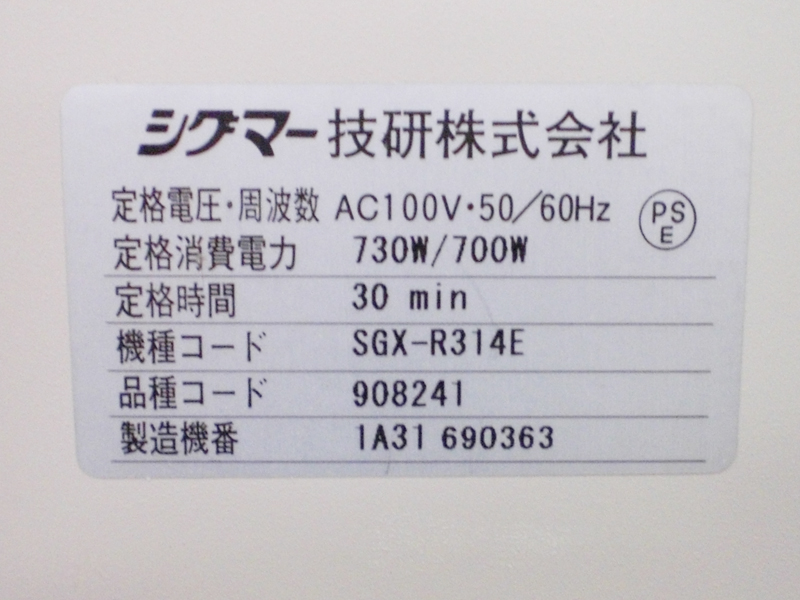 シグマー技研株式会社
定格電圧・周波数 AC100V・50/60Hz
PS
E
定格消費電力 730W/700W
定格時間 30 min
機種コード SGX-R314E
品種コード 908241
製造機番 1A31 690363